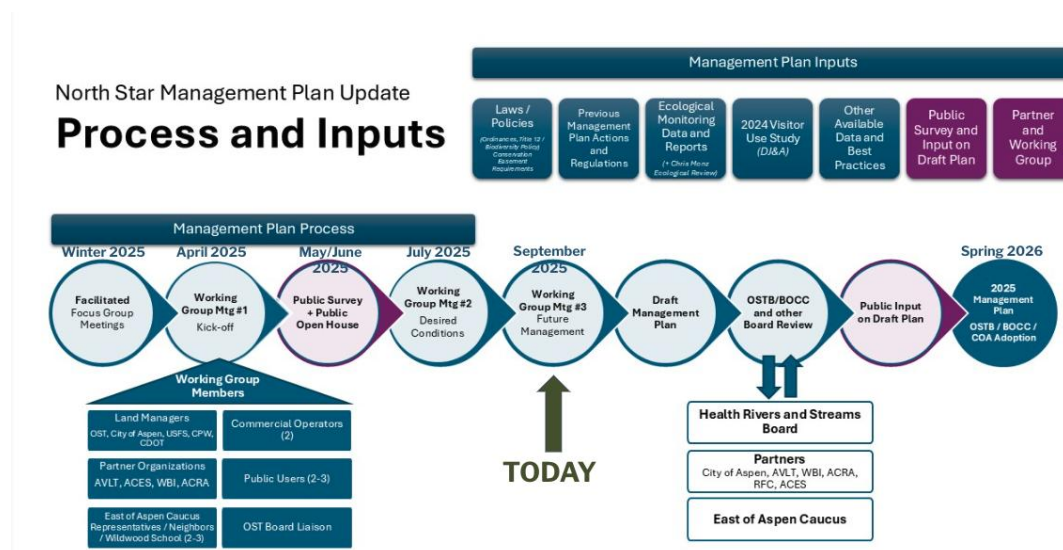 North Star Management Plan Update
Process and Inputs
Management Plan Inputs
Laws /
Policies
(Ordinances, Title 12 /
Biodiversity Policy)
Conservation
Easement
Requirements
Previous
Management
Plan Actions
and
Regulations
Ecological
Monitoring
Data and
Reports
(+ Chris Monz
Ecological Review)
2024 Visitor
Use Study
(DJ&A)
Other
Available
Data and
Best
Practices
Public
Survey and
Input on
Draft Plan
Partner
and
Working
Group
Management Plan Process
Winter 2025
Facilitated
Focus Group
Meetings
April 2025
Working
Group Mtg #1
Kick-off
May/June
2025
Public Survey
+ Public
Open House
July 2025
Working
Group Mtg #2
Desired
Conditions
September
2025
Working
Group Mtg #3
Future
Management
Draft
Management
Plan
OSTB/BOCC
and other
Board Review
Public Input
on Draft Plan
Spring 2026
2025
Management
Plan
OSTB / BOCC /
COA Adoption
Working Group
Members
Land Managers
OST, City of Aspen, USFS, CPW,
CDOT
Commercial Operators
(2)
Partner Organizations
AVLT, ACES, WBI, ACRA
Public Users (2-3)
East of Aspen Caucus
Representatives / Neighbors
/ Wildwood School (2-3)
OST Board Liaison
TODAY
Health Rivers and Streams
Board
Partners
City of Aspen, AVLT, WBI, ACRA,
RFC, ACES
East of Aspen Caucus